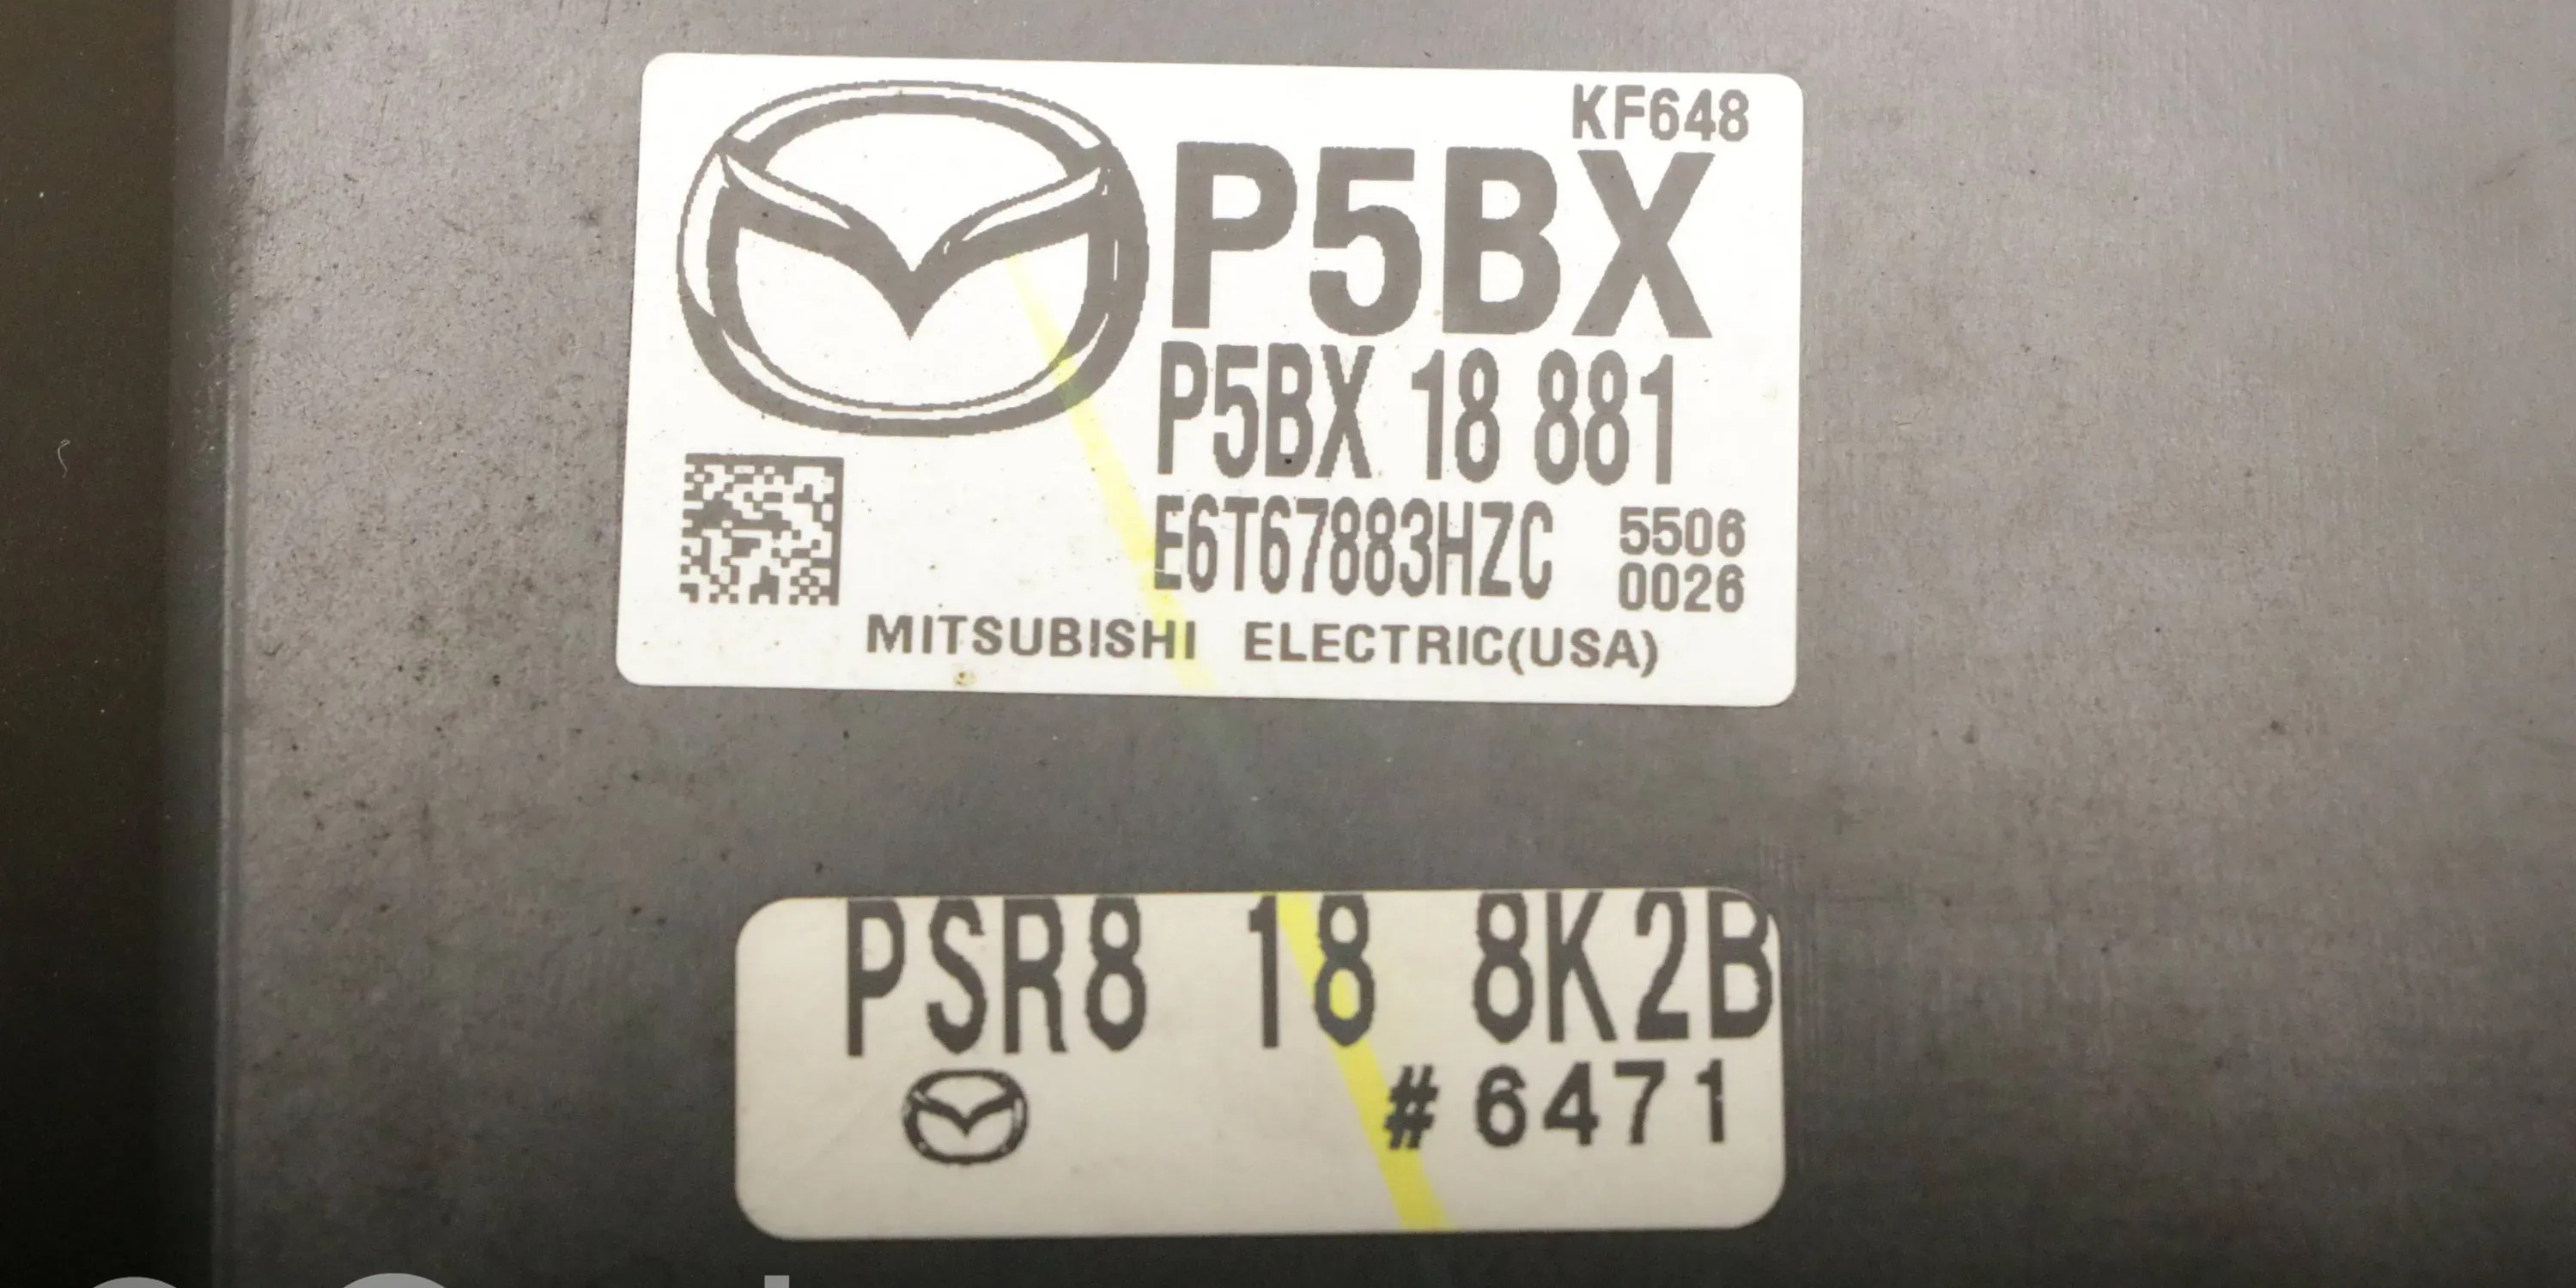 KF648
P5BX
P5BX 18 881
E6T67883HZC 5506
0026
MITSUBISHI ELECTRIC(USA)
PSR8 18 8K2B
# 6471